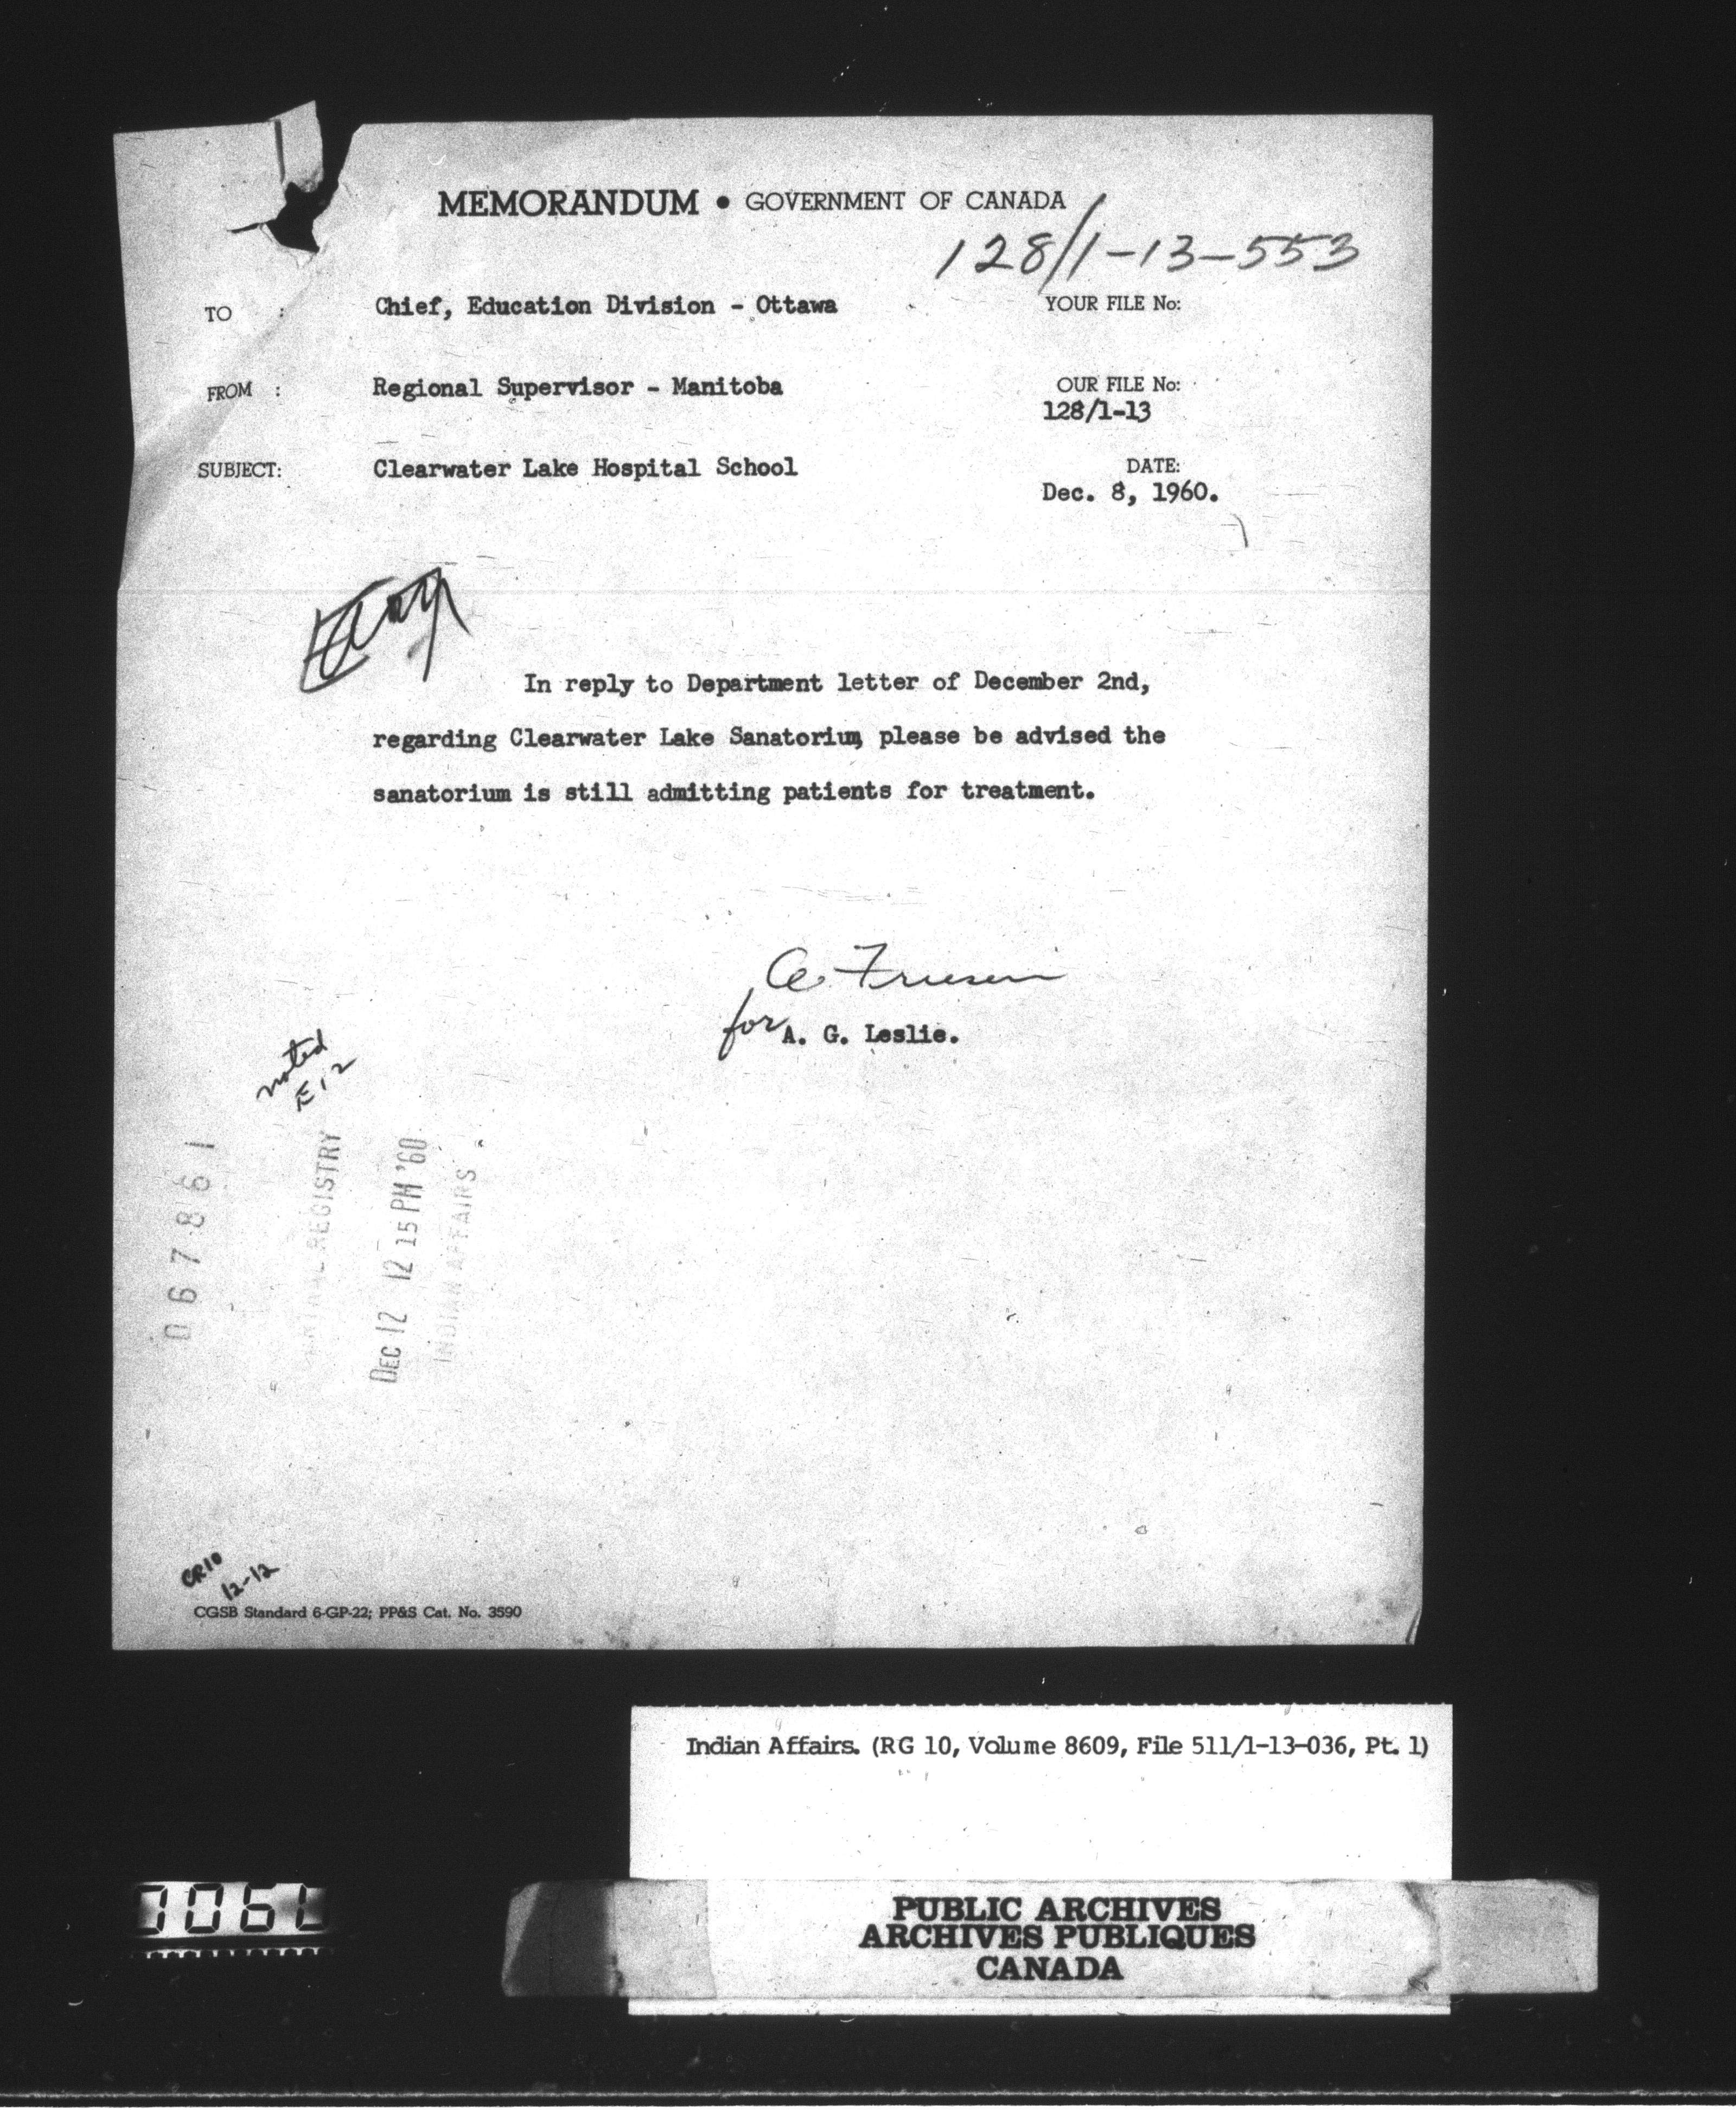 MEMORANDUM • GOVERNMENT OF CANADA
128/1-13-553
TO : Chief, Education Division - Ottawa
YOUR FILE No:
FROM : Regional Supervisor - Manitoba
OUR FILE No:
128/1-13
SUBJECT: Clearwater Lake Hospital School
DATE:
Dec. 8, 1960.
In reply to Department letter of December 2nd,
regarding Clearwater Lake Sanatorium, please be advised the
sanatorium is still admitting patients for treatment.
for A. G. Leslie.
noted
E12
067861
CENTRAL REGISTRY
DEC 12 12 15 PM '60
INDIAN AFFAIRS
CR10
12-12
CGSB Standard 6-GP-22; PP&S Cat. No. 3590
Indian Affairs. (RG 10, Volume 8609, File 511/1-13-036, Pt. 1)
PUBLIC ARCHIVES
ARCHIVES PUBLIQUES
CANADA